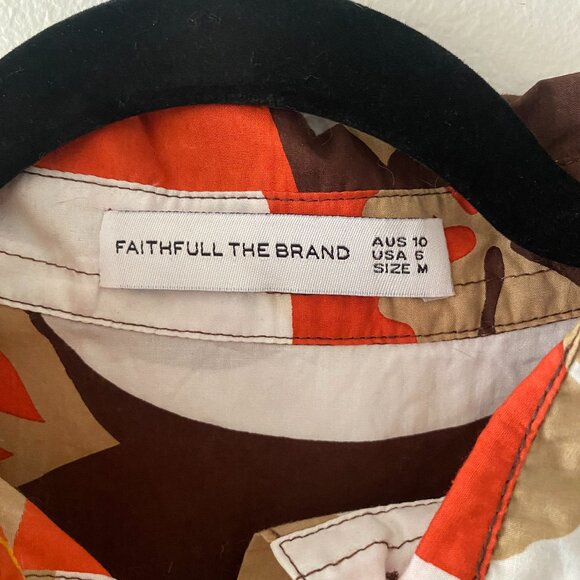 FAITHFULL THE BRAND
AUS 10
USA 6
SIZE M